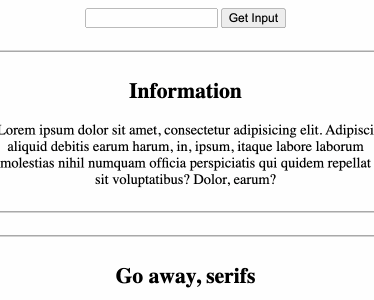 Get Input
Information
Lorem ipsum dolor sit amet, consectetur adipisicing elit. Adipisci
aliquid debitis earum harum, in, ipsum, itaque labore laborum
molestias nihil numquam officia perspiciatis qui quidem repellat
sit voluptatibus? Dolor, earum?
Go away, serifs